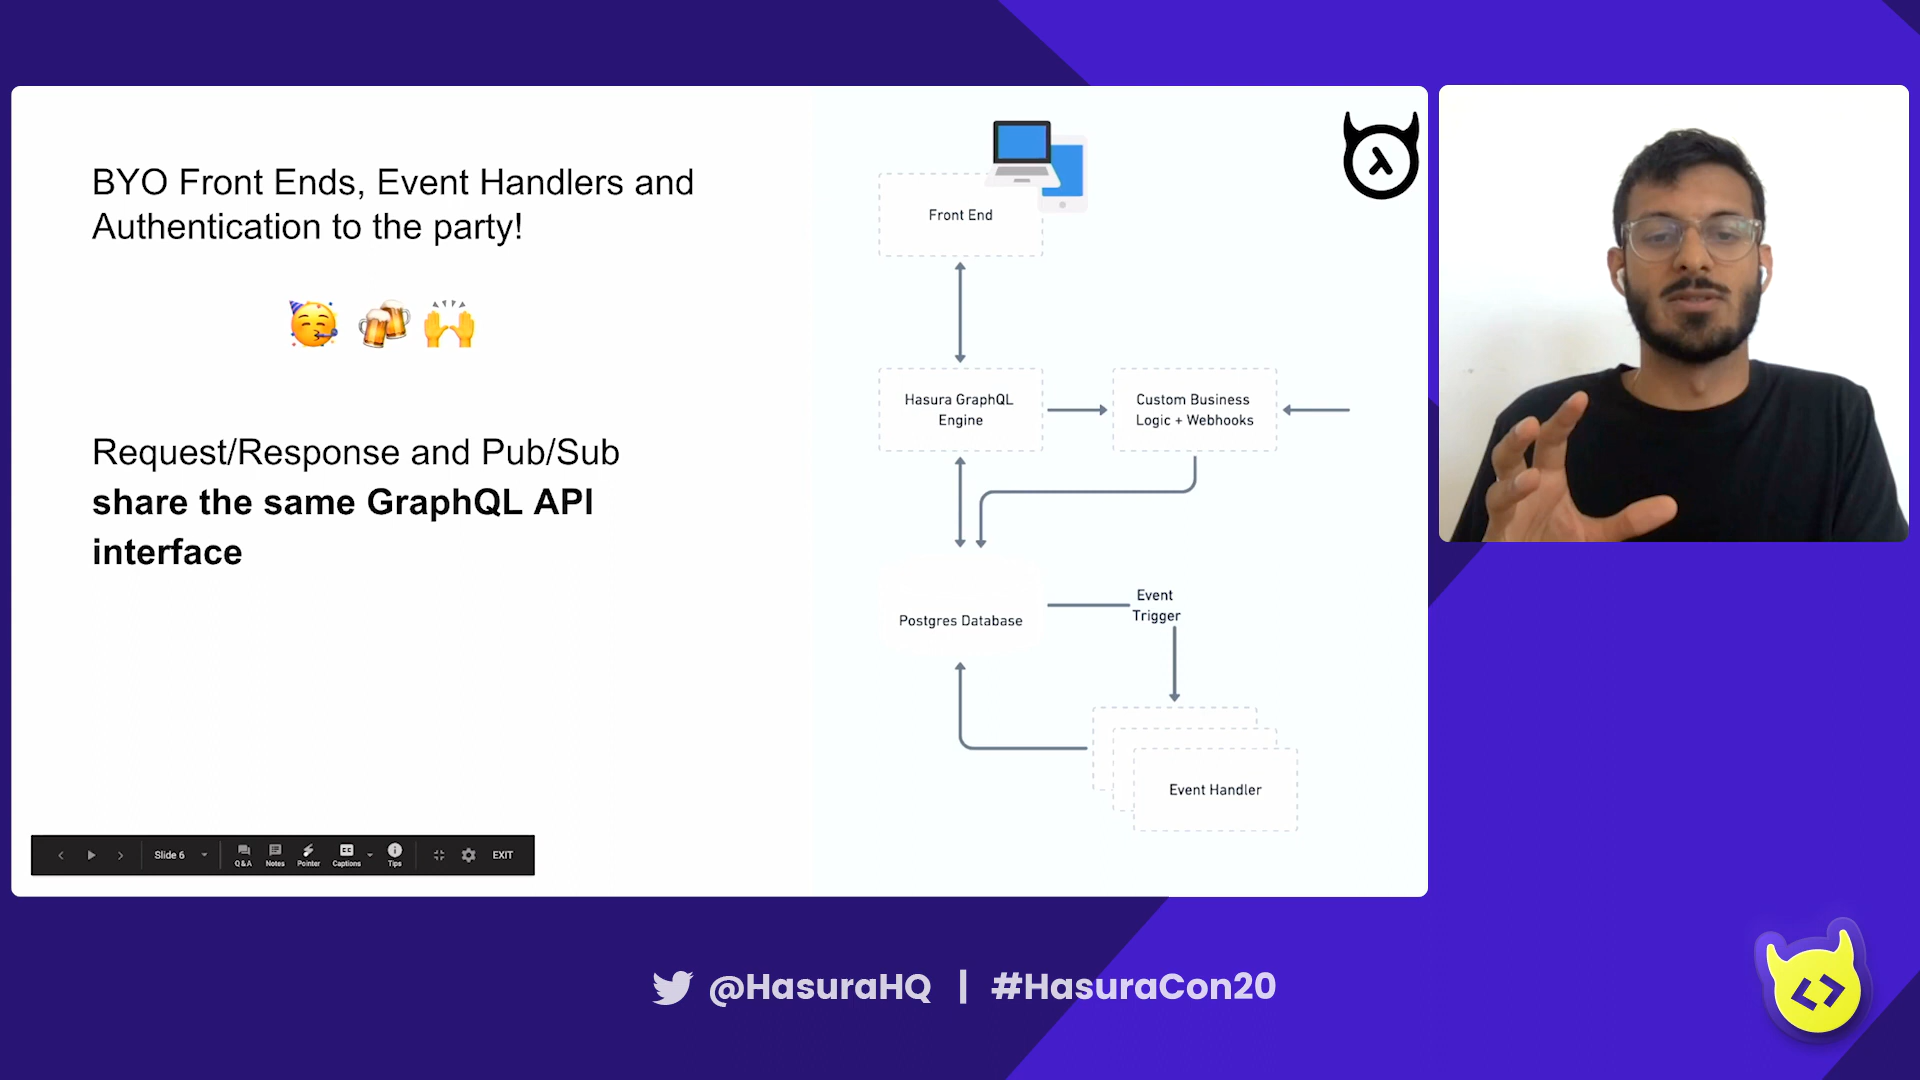 BYO Front Ends, Event Handlers and
Authentication to the party!
Request/Response and Pub/Sub
share the same GraphQL API
interface
Front End
Hasura GraphQL
Engine
Custom Business
Logic + Webhooks
Postgres Database
Event
Trigger
Event Handler
Slide 6
Q&A
Notes
Pointer
Captions
Tips
EXIT
@HasuraHQ | #HasuraCon20